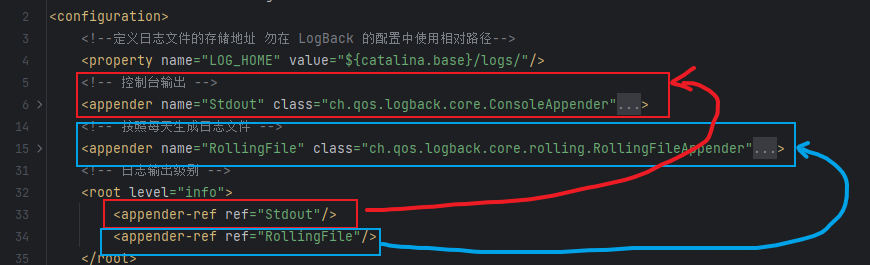 2 <configuration>
3 <!--定义日志文件的存储地址 勿在 LogBack 的配置中使用相对路径-->
4 <property name="LOG_HOME" value="${catalina.base}/logs/"/>
5 <!-- 控制台输出 -->
6 <appender name="Stdout" class="ch.qos.logback.core.ConsoleAppender"...>
14 <!-- 按照每天生成日志文件 -->
15 <appender name="RollingFile" class="ch.qos.logback.core.rolling.RollingFileAppender"...>
31 <!-- 日志输出级别 -->
32 <root level="info">
33 <appender-ref ref="Stdout"/>
34 <appender-ref ref="RollingFile"/>
35 </root>